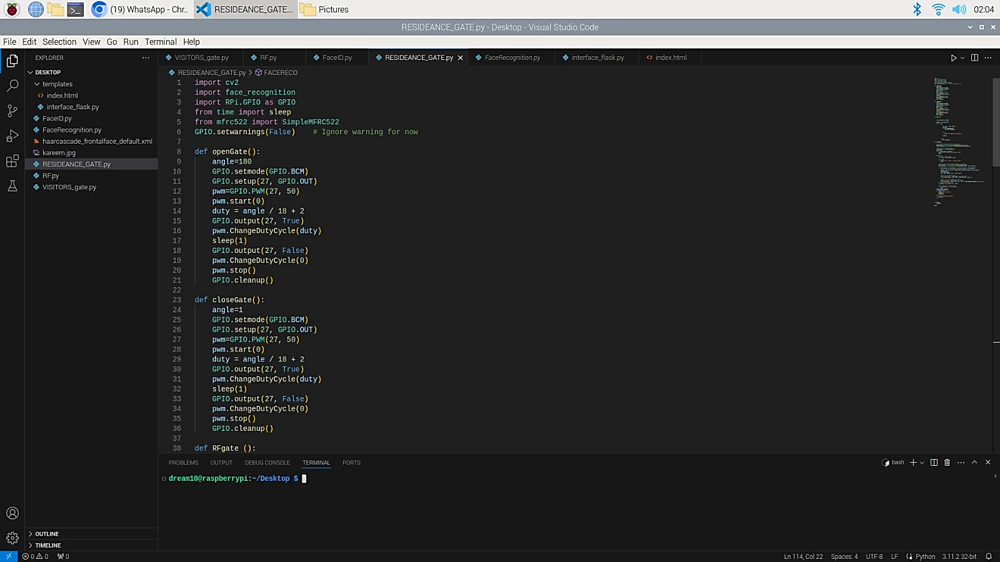 (19) WhatsApp - Chr..
RESIDEANCE_GATE...
Pictures
02:04
RESIDEANCE_GATE.py - Desktop - Visual Studio Code
File Edit Selection View Go Run Terminal Help
EXPLORER
VISITORS_gate.py
RF.py
FaceID.py
RESIDEANCE_GATE.py
FaceRecognition.py
interface_flask.py
index.html
DESKTOP
templates
index.html
interface_flask.py
FaceID.py
FaceRecognition.py
haarcascade_frontalface_default.xml
kareem.jpg
RESIDEANCE_GATE.py
RF.py
VISITORS_gate.py
OUTLINE
TIMELINE
RESIDEANCE_GATE.py > FACERECO
1 import cv2
2 import face_recognition
3 import RPi.GPIO as GPIO
4 from time import sleep
5 from mfrc522 import SimpleMFRC522
6 GPIO.setwarnings(False)    # Ignore warning for now
7
8 def openGate():
9     angle=180
10     GPIO.setmode(GPIO.BCM)
11     GPIO.setup(27, GPIO.OUT)
12     pwm=GPIO.PWM(27, 50)
13     pwm.start(0)
14     duty = angle / 18 + 2
15     GPIO.output(27, True)
16     pwm.ChangeDutyCycle(duty)
17     sleep(1)
18     GPIO.output(27, False)
19     pwm.ChangeDutyCycle(0)
20     pwm.stop()
21     GPIO.cleanup()
22
23 def closeGate():
24     angle=1
25     GPIO.setmode(GPIO.BCM)
26     GPIO.setup(27, GPIO.OUT)
27     pwm=GPIO.PWM(27, 50)
28     pwm.start(0)
29     duty = angle / 18 + 2
30     GPIO.output(27, True)
31     pwm.ChangeDutyCycle(duty)
32     sleep(1)
33     GPIO.output(27, False)
34     pwm.ChangeDutyCycle(0)
35     pwm.stop()
36     GPIO.cleanup()
37
38 def RFgate ():
PROBLEMS OUTPUT DEBUG CONSOLE TERMINAL PORTS
bash
dream10@raspberrypi:~/Desktop $
0 0 0
Ln 114, Col 22 Spaces: 4 UTF-8 LF Python 3.11.2 32-bit